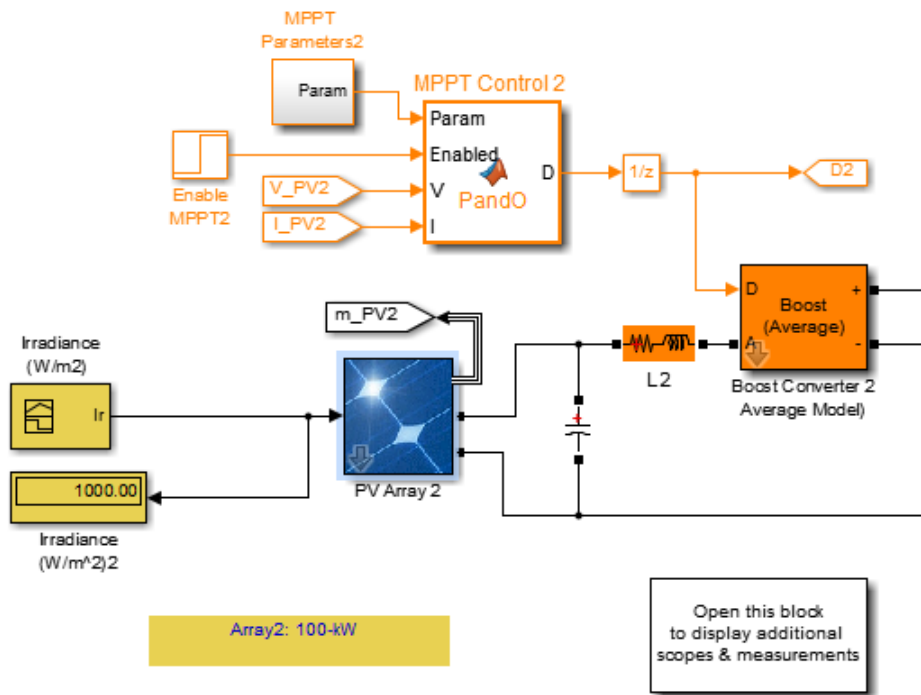 MPPT
Parameters2
Param
MPPT Control 2
Param
Enabled
V
I
D
PandO
Enable
MPPT2
V_PV2
I_PV2
1/z
D2
m_PV2
D
Boost
(Average)
+
-
A
Boost Converter 2
Average Model)
L2
+
Irradiance
(W/m2)
Ir
PV Array 2
1000.00
Irradiance
(W/m^2)2
Array2: 100-kW
Open this block
to display additional
scopes & measurements